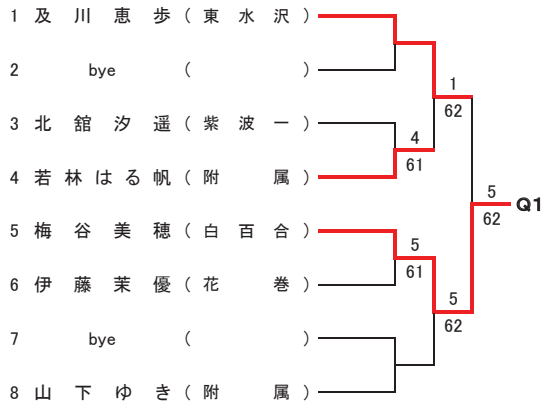 1 及川恵歩（東水沢）
2 bye （ ）
1
62
3 北舘汐遥（紫波一）
4
61
4 若林はる帆（附属）
5
62
Q1
5 梅谷美穂（白百合）
5
61
6 伊藤茉優（花巻）
5
62
7 bye （ ）
8 山下ゆき（附属）